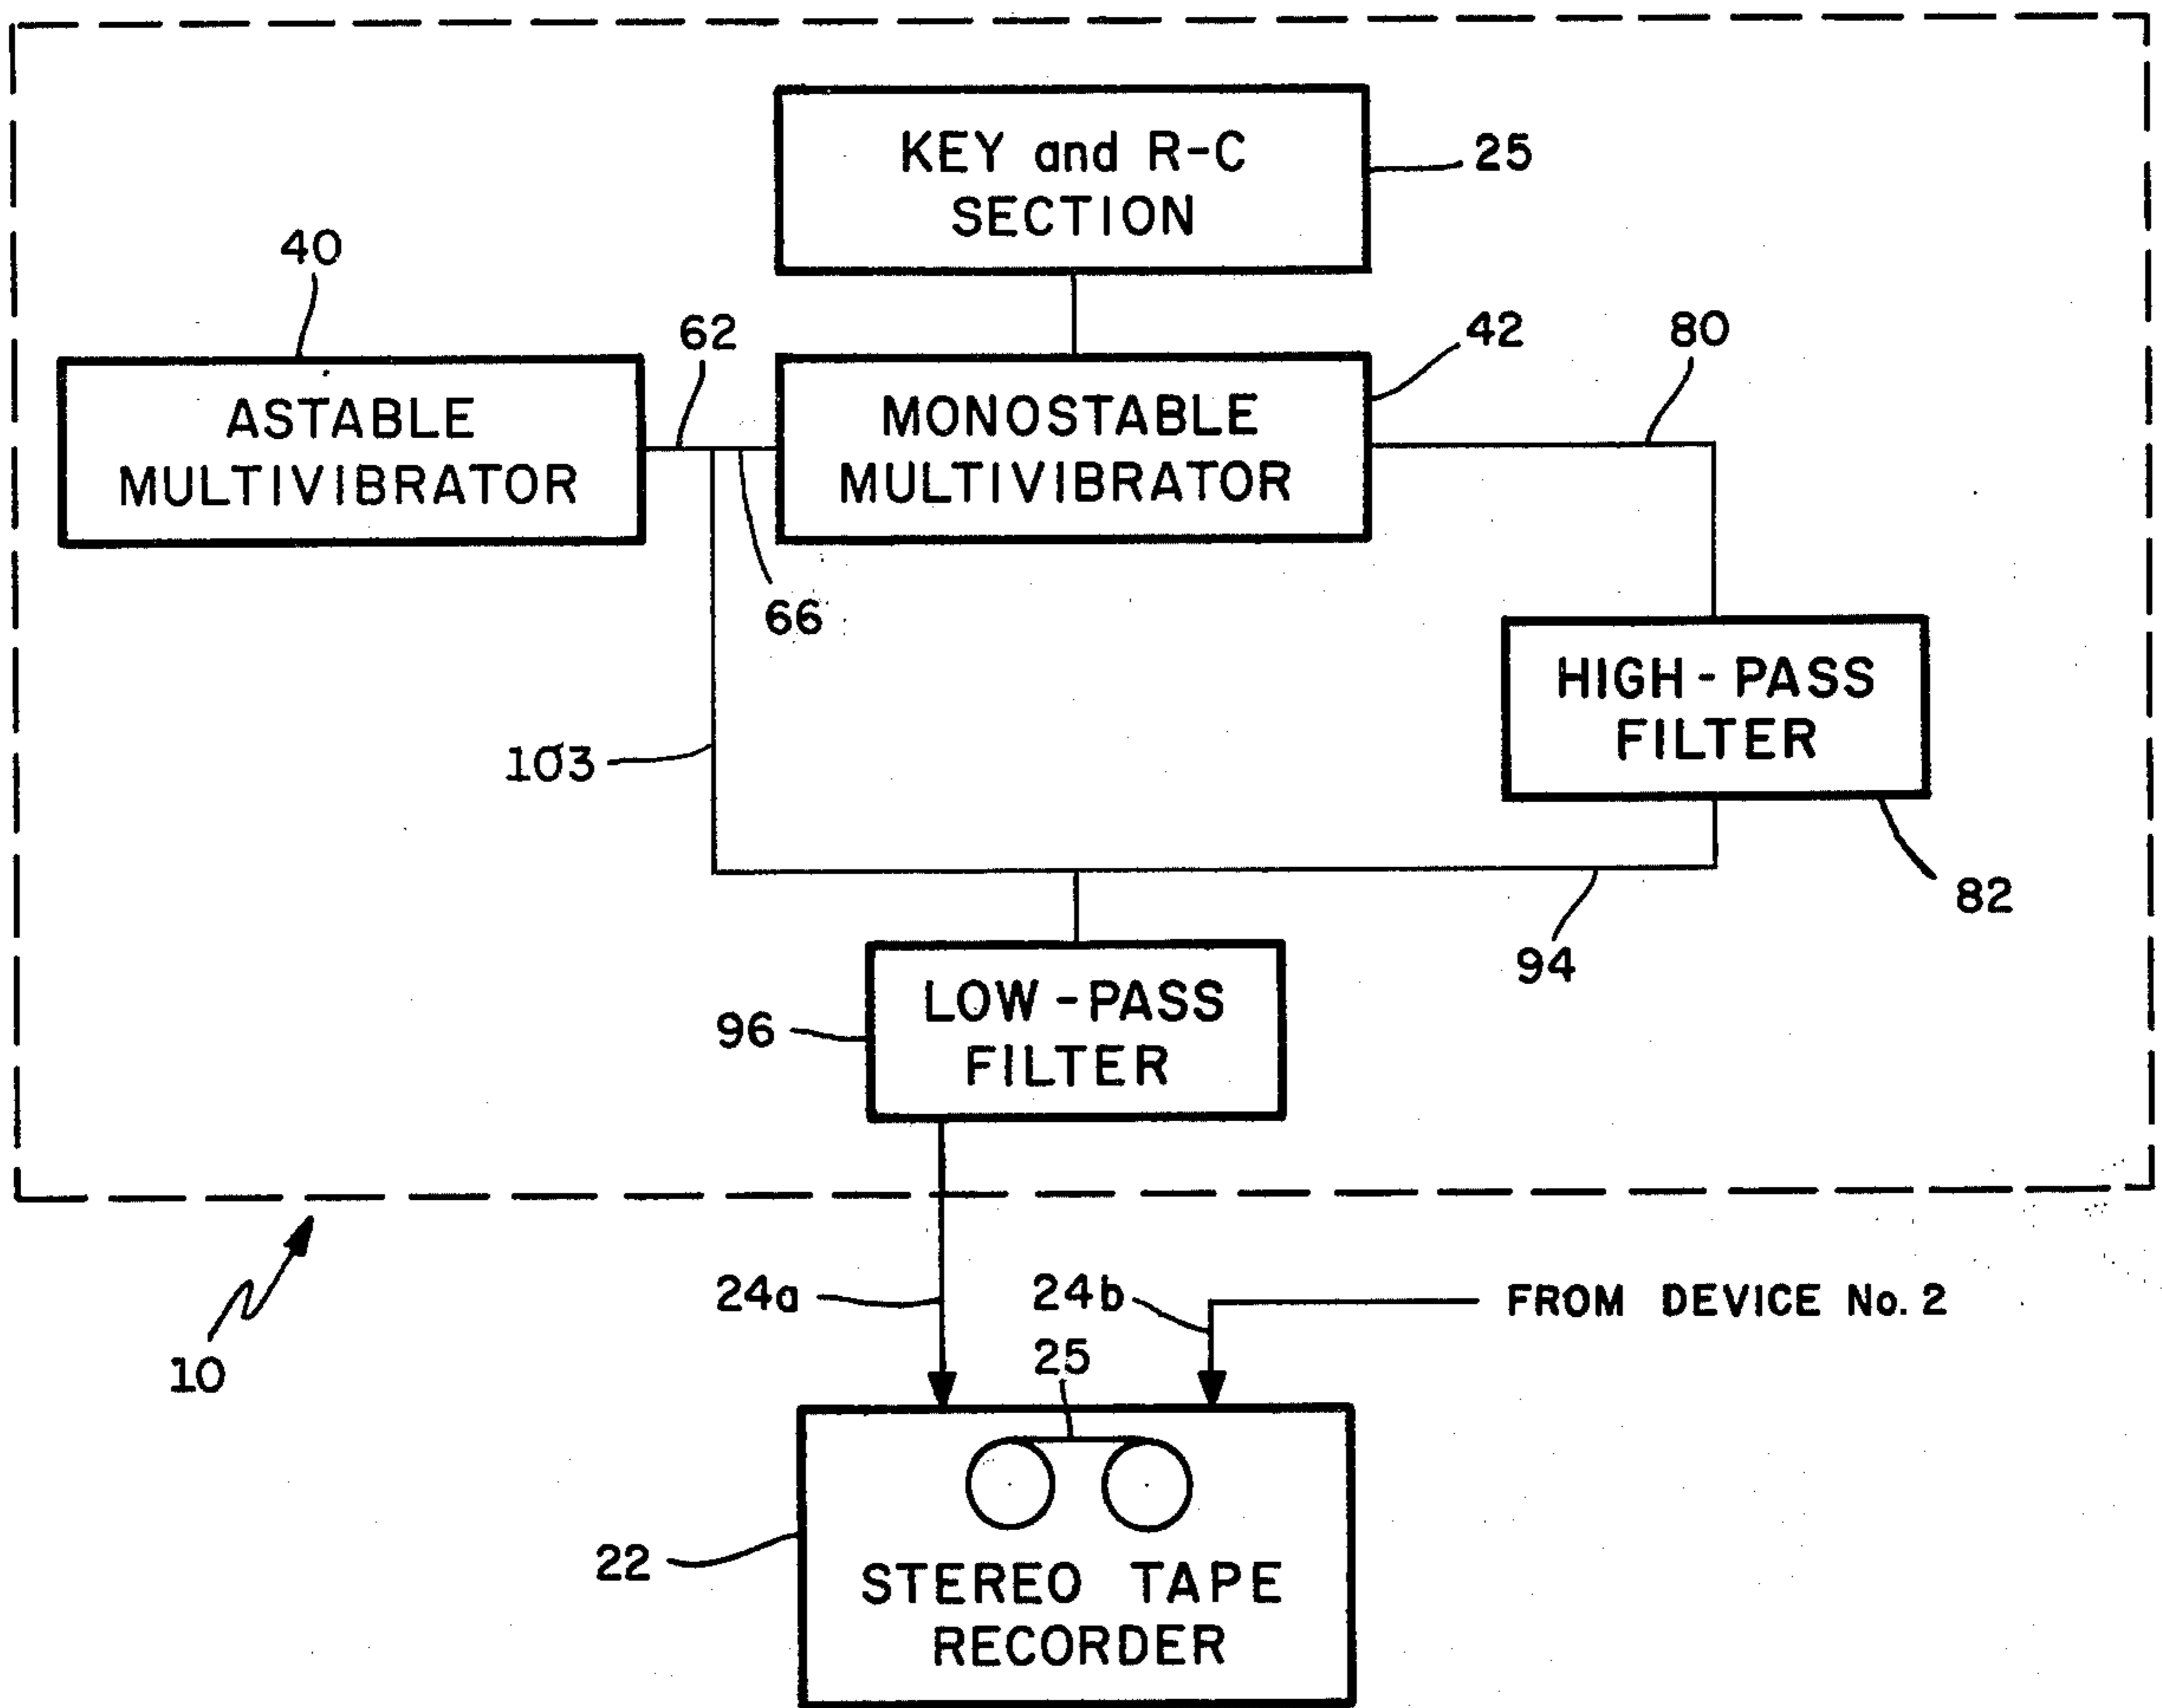 KEY and R-C
SECTION
25
40
62
42
80
ASTABLE
MULTIVIBRATOR
MONOSTABLE
MULTIVIBRATOR
66
HIGH-PASS
FILTER
103
82
94
LOW-PASS
FILTER
96
24a
24b
FROM DEVICE No. 2
25
10
22
STEREO TAPE
RECORDER